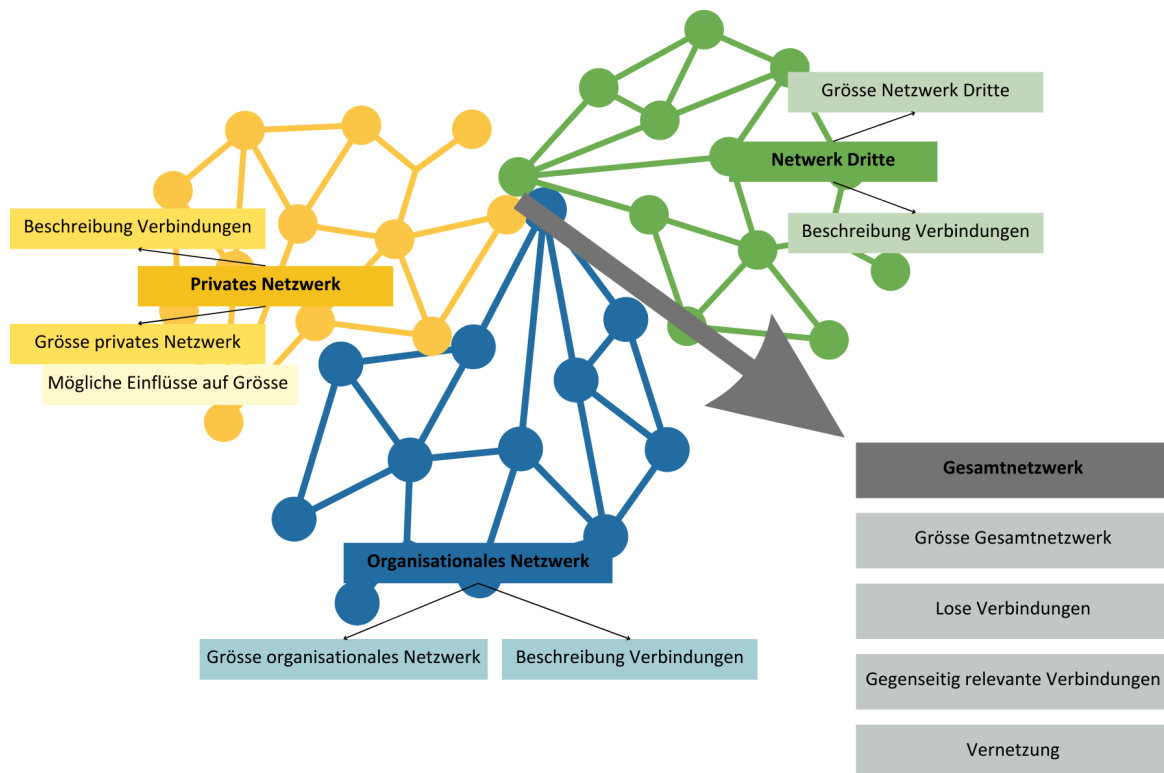 Grösse Netzwerk Dritte
Netwerk Dritte
Beschreibung Verbindungen
Beschreibung Verbindungen
Privates Netzwerk
Grösse privates Netzwerk
Mögliche Einflüsse auf Grösse
Organisationales Netzwerk
Grösse organisationales Netzwerk
Beschreibung Verbindungen
Gesamtnetzwerk
Grösse Gesamtnetzwerk
Lose Verbindungen
Gegenseitig relevante Verbindungen
Vernetzung